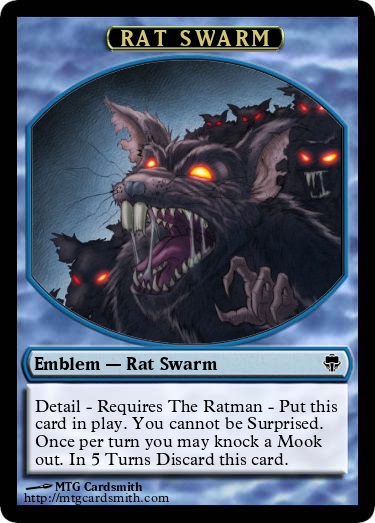 RAT SWARM
Emblem — Rat Swarm
Detail - Requires The Ratman - Put this
card in play. You cannot be Surprised.
Once per turn you may knock a Mook
out. In 5 Turns Discard this card.
MTG Cardsmith
http://mtgcardsmith.com